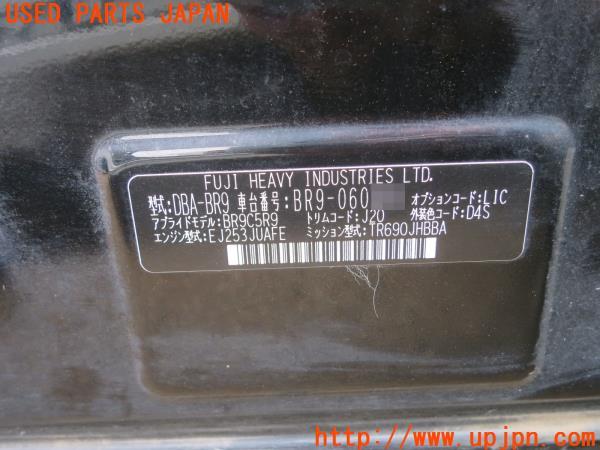 USED PARTS JAPAN
FUJI HEAVY INDUSTRIES LTD.
型式:DBA-BR9 車台番号:BR9-060 オプションコード:LIC
アプライドモデル:BR9C5R9 トリムコード:J20 外装色コード:D4S
エンジン型式:EJ253JUAFE ミッション型式:TR690JHBBA
UPJ
http://www.upjpn.com/